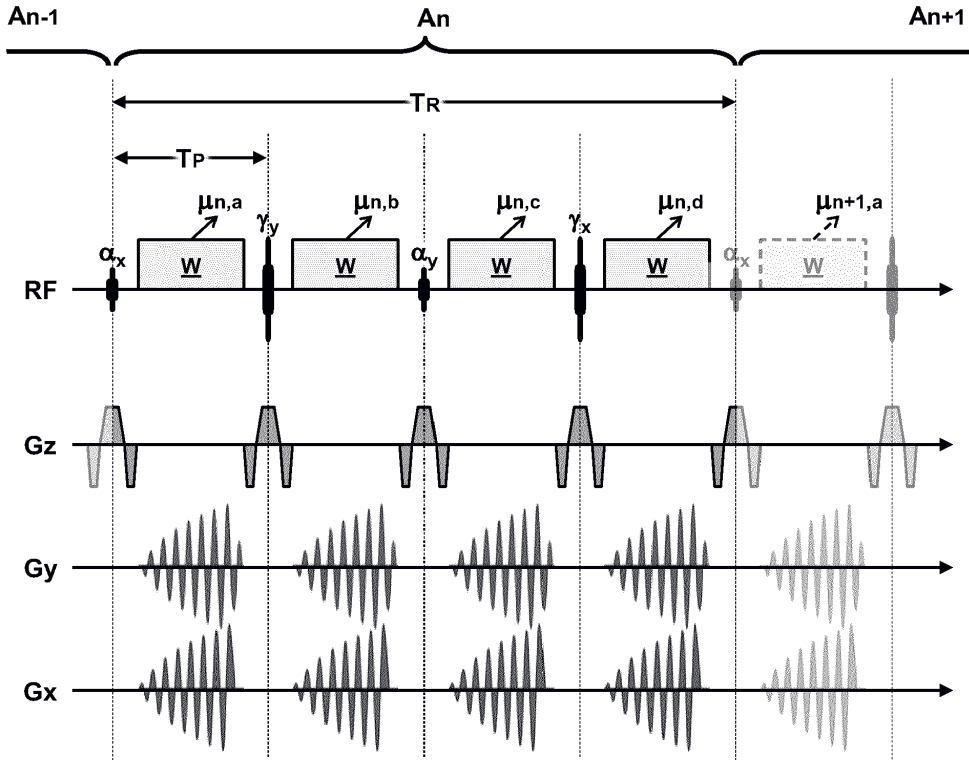 An-1 An An+1
TR
TP
μn,a μn,b μn,c μn,d μn+1,a
αx γy αy γx αx
W W W W W
RF
Gz
Gy
Gx